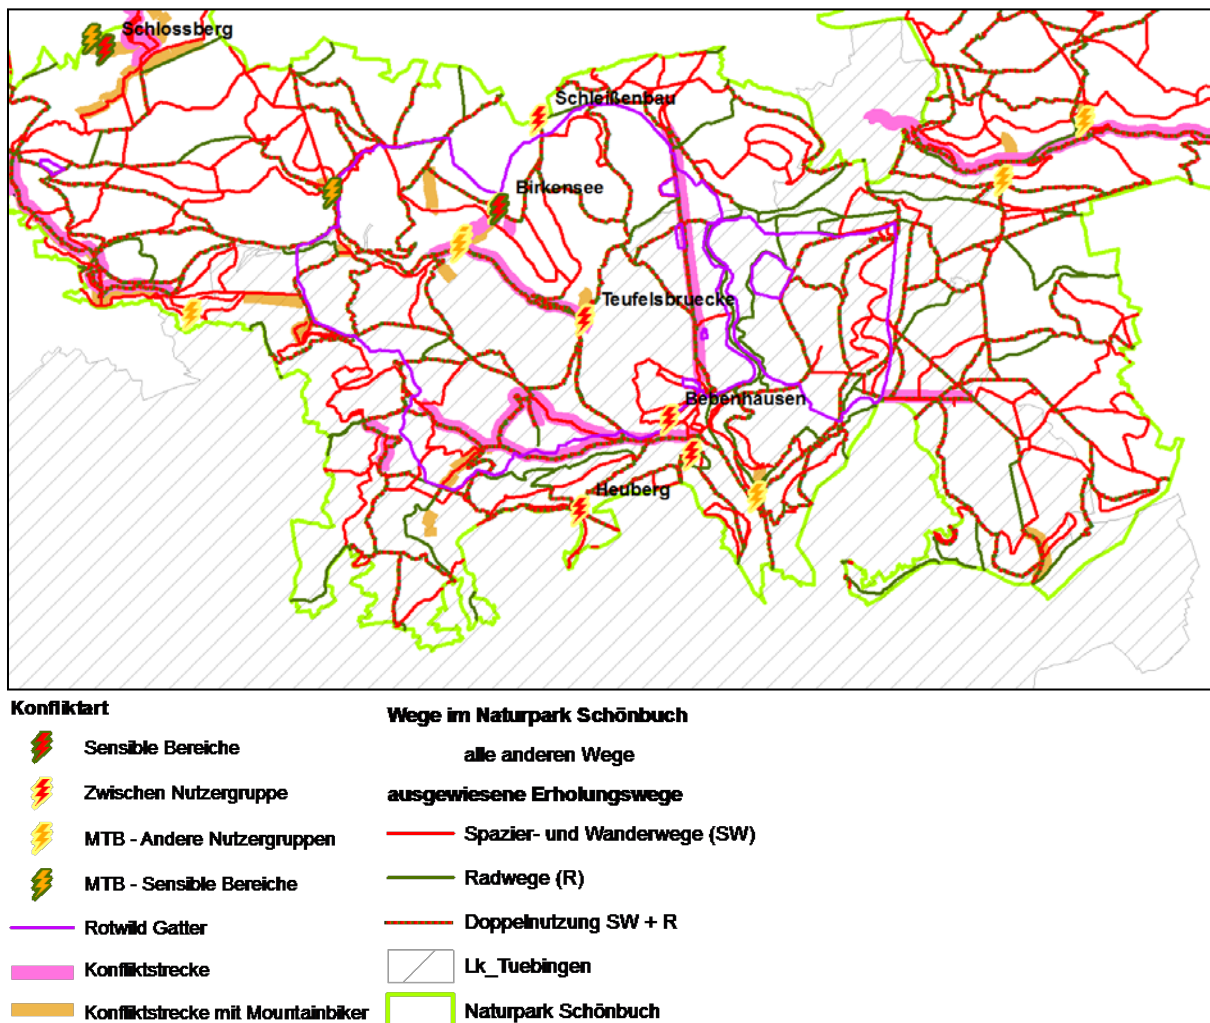 Schlossberg
Schleißenbau
Birkensee
Teufelsbruecke
Bebenhausen
Heuberg
Konfliktart
Sensible Bereiche
Zwischen Nutzergruppe
MTB - Andere Nutzergruppen
MTB - Sensible Bereiche
Rotwild Gatter
Konfliktstrecke
Konfliktstrecke mit Mountainbiker
Wege im Naturpark Schönbuch
alle anderen Wege
ausgewiesene Erholungswege
Spazier- und Wanderwege (SW)
Radwege (R)
Doppelnutzung SW + R
Lk_Tuebingen
Naturpark Schönbuch